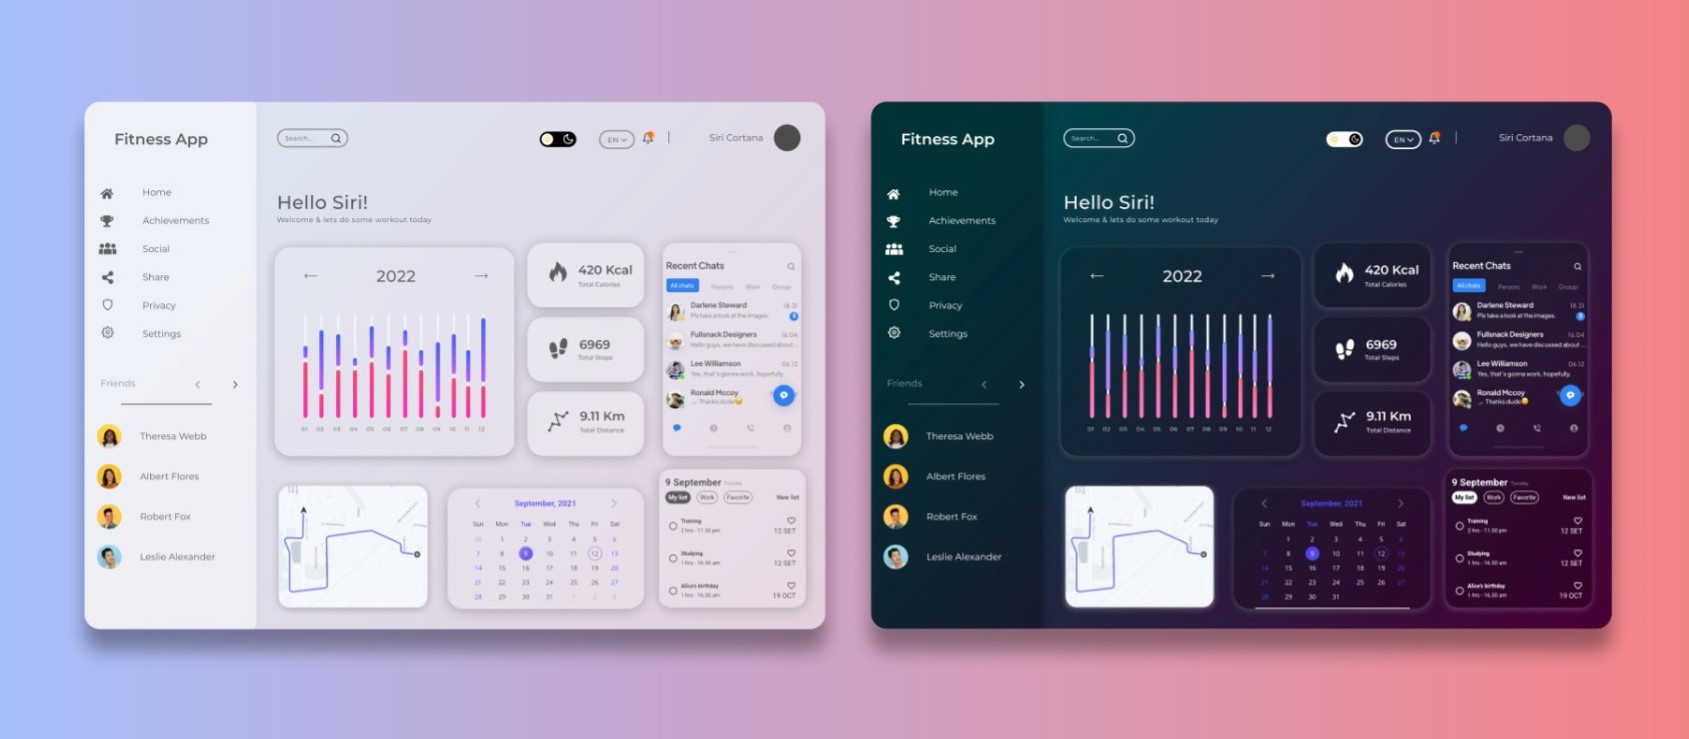 Fitness App
Search...
EN
Siri Cortana
Home
Achievements
Social
Share
Privacy
Settings
Friends
Theresa Webb
Albert Flores
Robert Fox
Leslie Alexander
Hello Siri!
Welcome & lets do some workout today
2022
01 02 03 04 05 06 07 08 09 10 11 12
420 Kcal
Total Calories
6969
Total Steps
9.11 Km
Total Distance
Recent Chats
All chats Persons Work Group
Darlene Steward 18.31
Pls take a look at the images.
Fullsnack Designers 16.04
Hello guys, we have discussed about ...
Lee Williamson 06.12
Yes, that's gonna work, hopefully.
Ronald Mccoy
... Thanks dude😄
September, 2021
Sun Mon Tue Wed Thu Fri Sat
1 2 3 4 5 6
7 8 9 10 11 12 13
14 15 16 17 18 19 20
21 22 23 24 25 26 27
28 29 30 31 1 2 3
9 September Tuesday
My list Work Favorite New list
Training
2 hrs - 11.30 pm 12 SET
Studying
1 hrs - 16.30 am 12 SET
Alice's birthday
1 hrs - 16.30 am 19 OCT
Fitness App
Search...
EN
Siri Cortana
Home
Achievements
Social
Share
Privacy
Settings
Friends
Theresa Webb
Albert Flores
Robert Fox
Leslie Alexander
Hello Siri!
Welcome & lets do some workout today
2022
01 02 03 04 05 06 07 08 09 10 11 12
420 Kcal
Total Calories
6969
Total Steps
9.11 Km
Total Distance
Recent Chats
All chats Persons Work Group
Darlene Steward 18.31
Pls take a look at the images.
Fullsnack Designers 16.04
Hello guys, we have discussed about ...
Lee Williamson 06.12
Yes, that's gonna work, hopefully.
Ronald Mccoy
... Thanks dude😄
September, 2021
Sun Mon Tue Wed Thu Fri Sat
1 2 3 4 5 6
7 8 9 10 11 12 13
14 15 16 17 18 19 20
21 22 23 24 25 26 27
28 29 30 31
9 September Tuesday
My list Work Favorite New list
Training
2 hrs - 11.30 pm 12 SET
Studying
1 hrs - 16.30 am 12 SET
Alice's birthday
1 hrs - 16.30 am 19 OCT